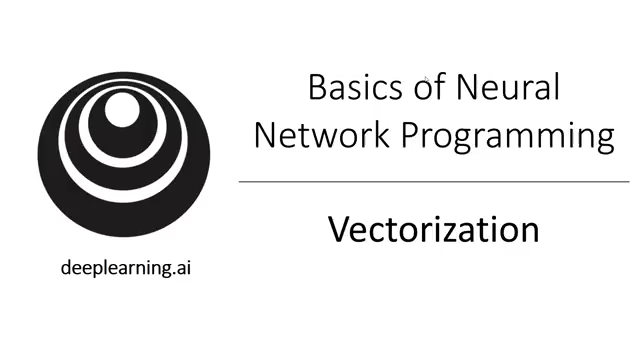 Basics of Neural
Network Programming
Vectorization
deeplearning.ai